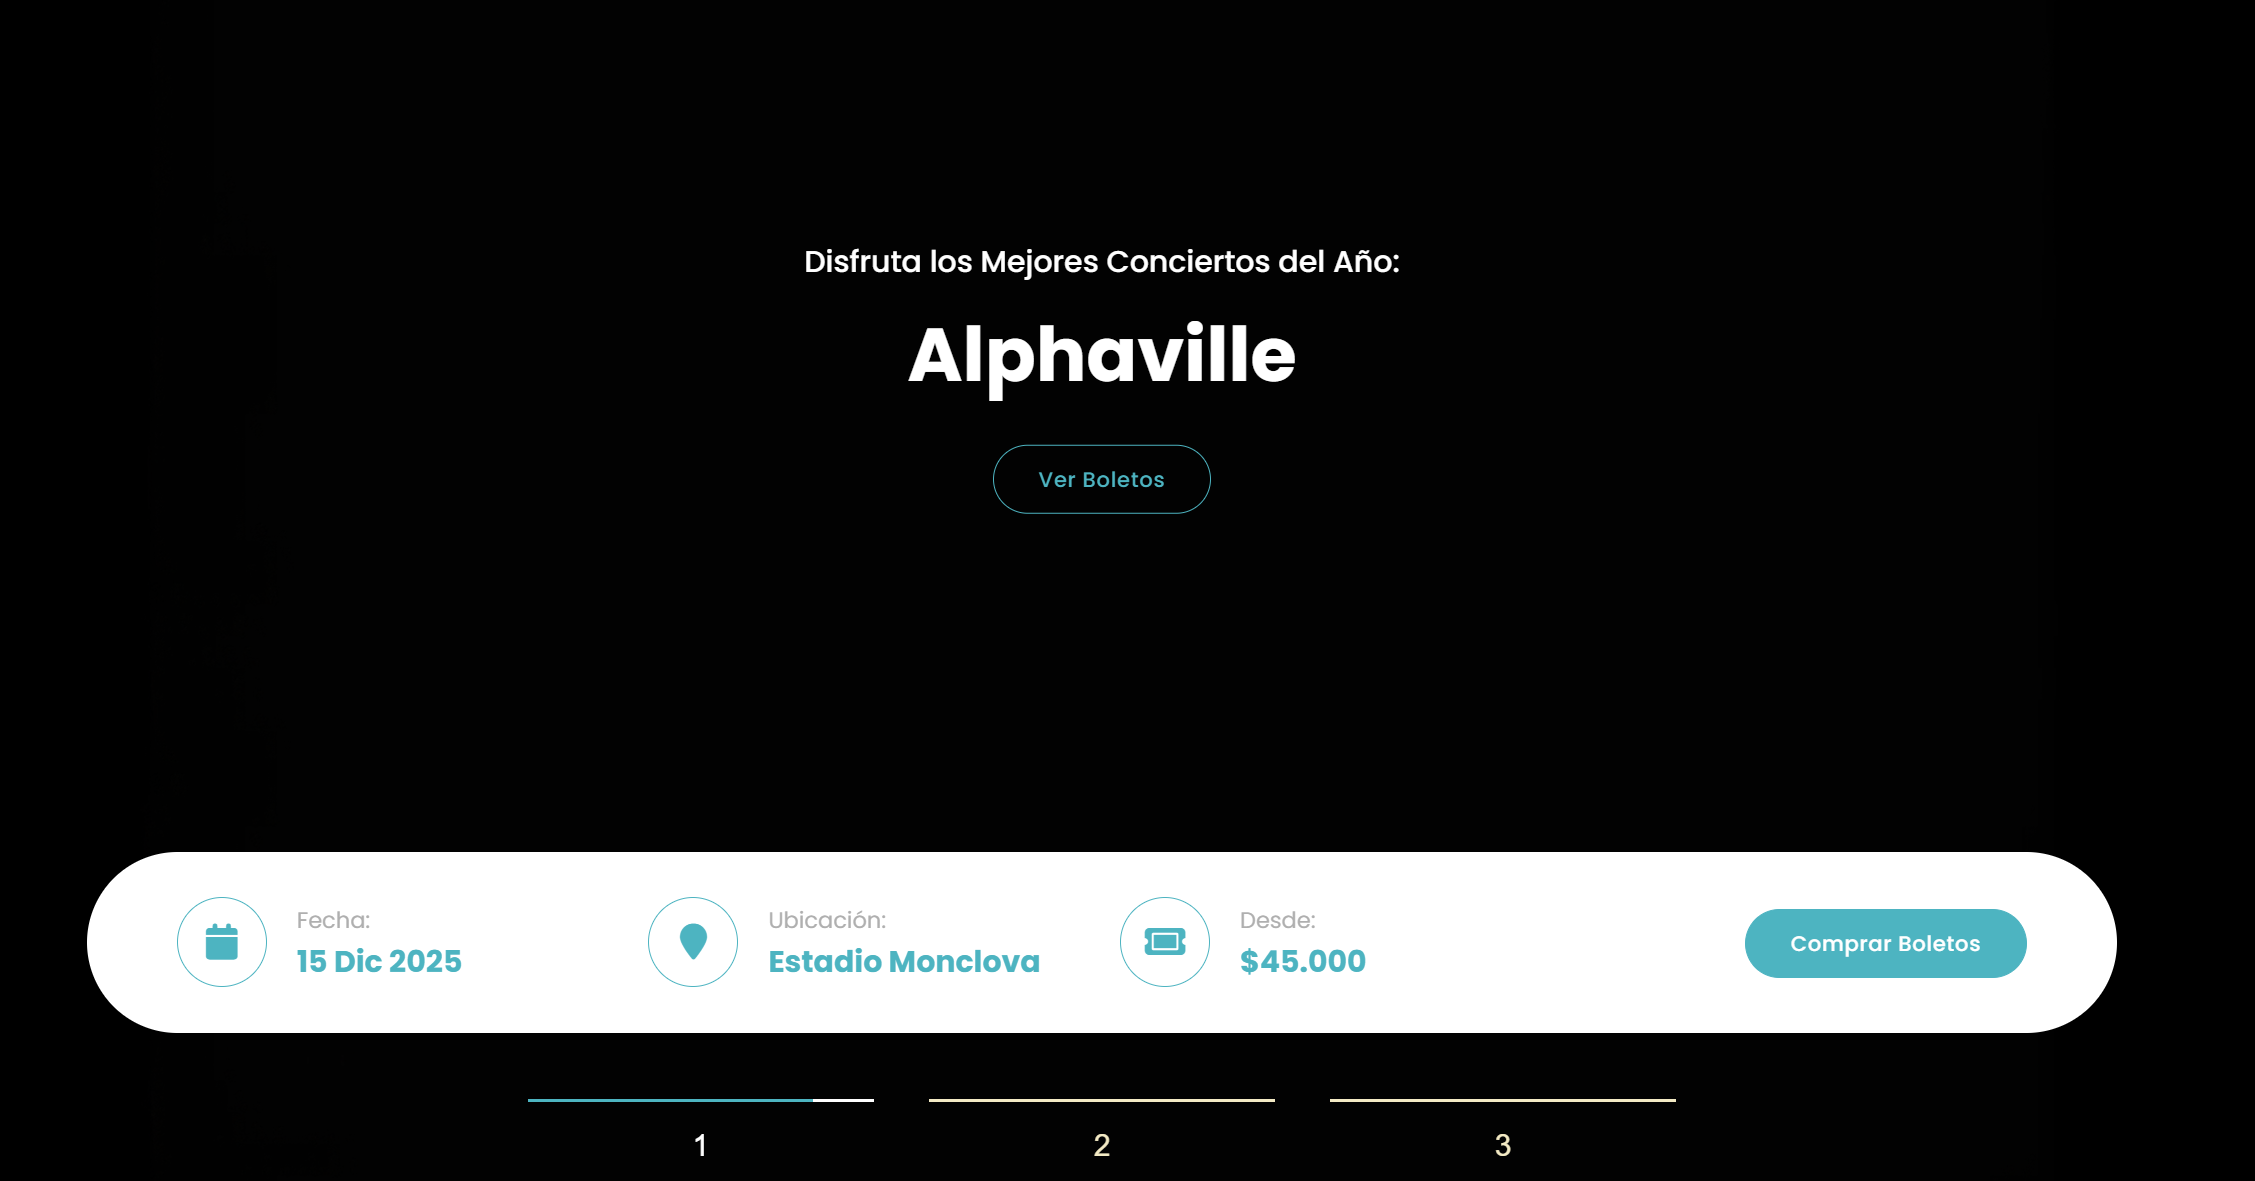 Disfruta los Mejores Conciertos del Año:
Alphaville
Ver Boletos
Fecha:
15 Dic 2025
Ubicación:
Estadio Monclova
Desde:
$45.000
Comprar Boletos
1
2
3